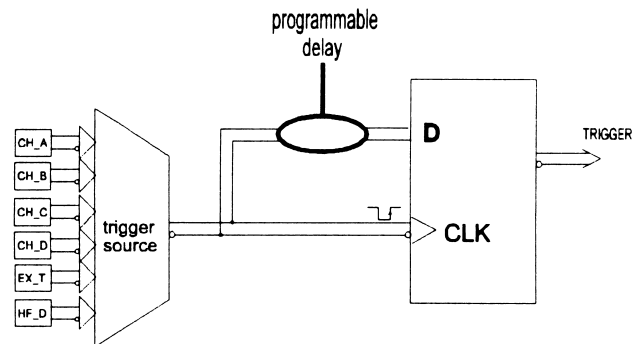 programmable
delay
CH_A
CH_B
CH_C
CH_D
EX_T
HF_D
trigger
source
D
CLK
TRIGGER